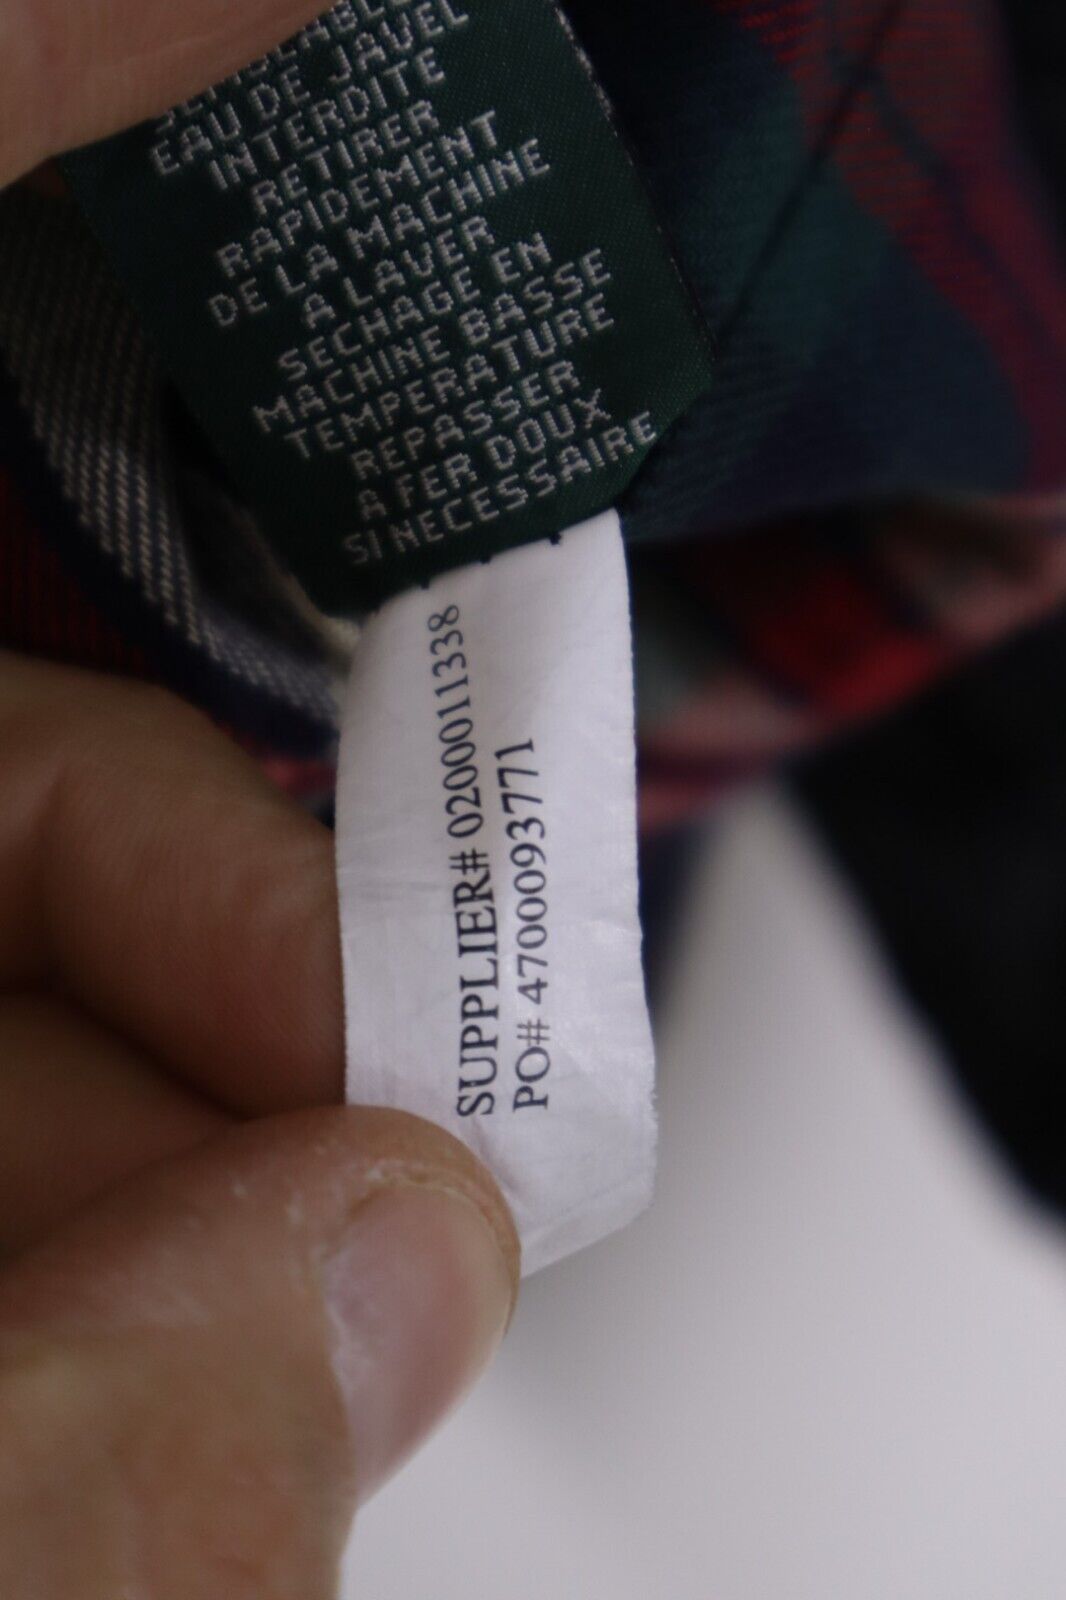 EAU DE JAVEL
INTERDITE
RETIRER
RAPIDEMENT
DE LA MACHINE
A LAVER
SECHAGE EN
MACHINE BASSE
TEMPERATURE
REPASSER
A FER DOUX
SI NECESSAIRE
SUPPLIER# 0200011338
PO# 4700093771